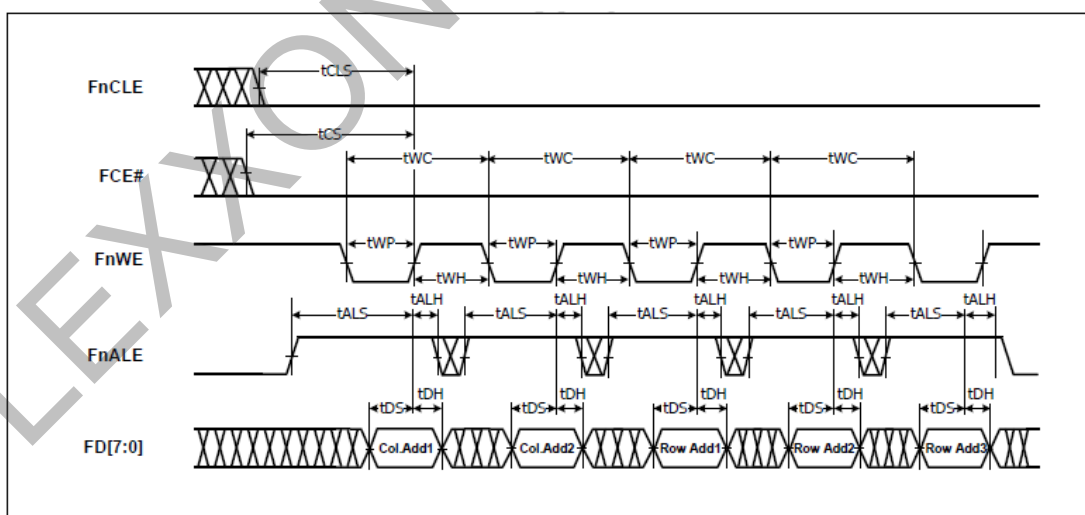 LEXXON
FnCLE
tCLS
tCS
FCE#
tWC tWC tWC tWC
FnWE
tWP tWP tWP tWP
tWH tWH tWH tWH
tALH tALH tALH tALH tALH
tALS tALS tALS tALS tALS
FnALE
tDS tDH tDS tDH tDS tDH tDS tDH tDS tDH
FD[7:0]
Col.Add1 Col.Add2 Row Add1 Row Add2 Row Add3